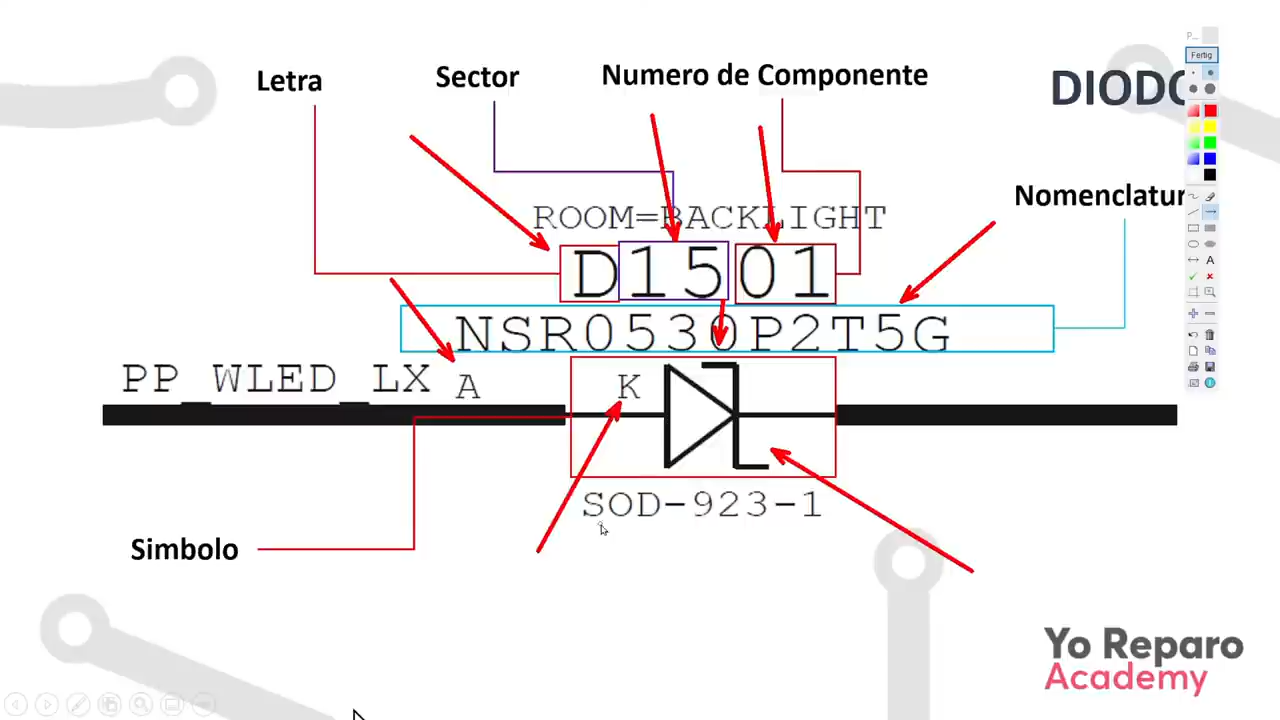 Letra
Sector
Numero de Componente
DIODO
Nomenclatur
ROOM=BACKLIGHT
D1501
NSR0530P2T5G
PP_WLED_LX
A
K
SOD-923-1
Simbolo
Yo Reparo
Academy
P...
Fertig
A